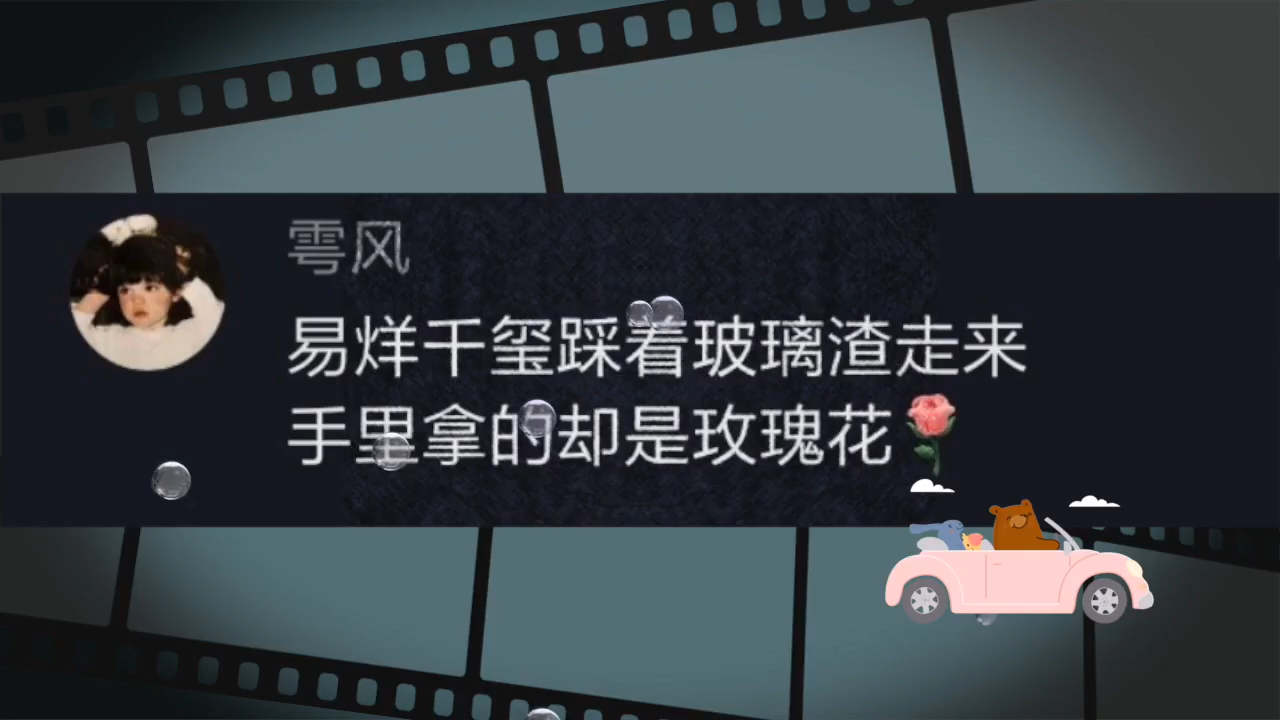 雩风
易烊千玺踩着玻璃渣走来
手里拿的却是玫瑰花🌹